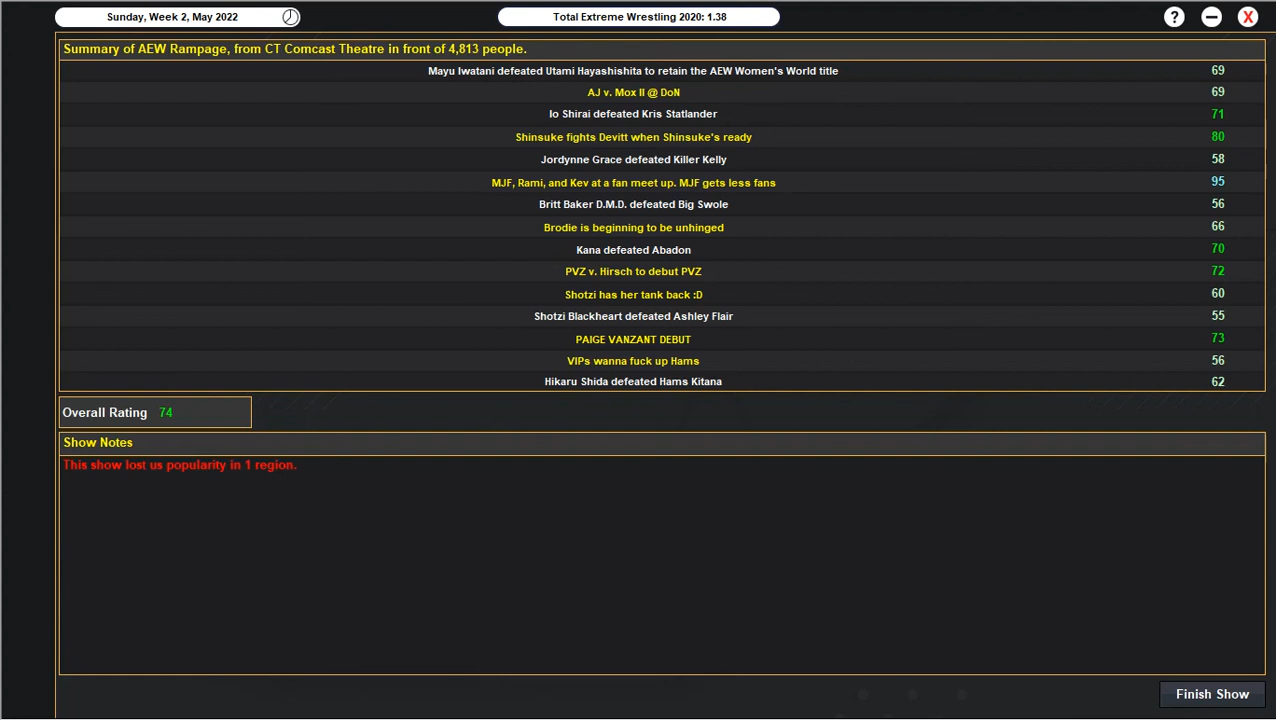 Sunday, Week 2, May 2022
Total Extreme Wrestling 2020: 1.38
? X
Summary of AEW Rampage, from CT Comcast Theatre in front of 4,813 people.
Mayu Iwatani defeated Utami Hayashishita to retain the AEW Women's World title 69
AJ v. Mox II @ DoN 69
Io Shirai defeated Kris Statlander 71
Shinsuke fights Devitt when Shinsuke's ready 80
Jordynne Grace defeated Killer Kelly 58
MJF, Rami, and Kev at a fan meet up. MJF gets less fans 95
Britt Baker D.M.D. defeated Big Swole 56
Brodie is beginning to be unhinged 66
Kana defeated Abadon 70
PVZ v. Hirsch to debut PVZ 72
Shotzi has her tank back :D 60
Shotzi Blackheart defeated Ashley Flair 55
PAIGE VANZANT DEBUT 73
VIPs wanna fuck up Hams 56
Hikaru Shida defeated Hams Kitana 62
Overall Rating 74
Show Notes
This show lost us popularity in 1 region.
Finish Show